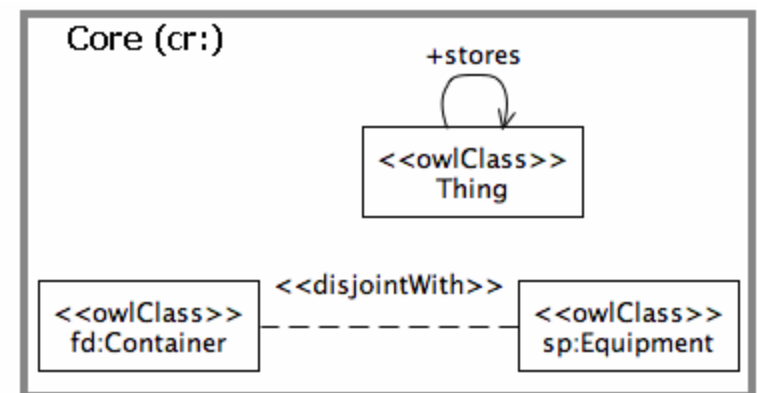 Core (cr:)
+stores
<<owlClass>>
Thing
<<disjointWith>>
<<owlClass>>
fd:Container
<<owlClass>>
sp:Equipment